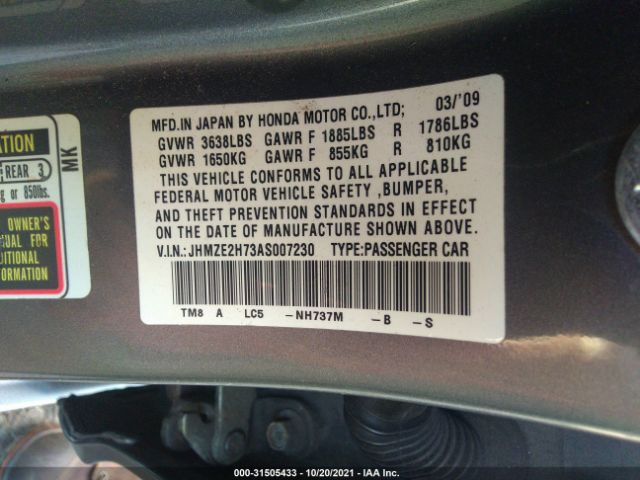 MFD.IN JAPAN BY HONDA MOTOR CO.,LTD; 03/'09
GVWR 3638LBS GAWR F 1885LBS R 1786LBS
GVWR 1650KG GAWR F 855KG R 810KG
THIS VEHICLE CONFORMS TO ALL APPLICABLE
FEDERAL MOTOR VEHICLE SAFETY ,BUMPER,
AND THEFT PREVENTION STANDARDS IN EFFECT
ON THE DATE OF MANUFACTURE SHOWN ABOVE.
V.I.N.:JHMZE2H73AS007230 TYPE:PASSENGER CAR
TM8 A LC5 -NH737M -B -S
ATION
REAR 3
g or 850lbs.
MK
OWNER'S
UAL FOR
DITIONAL
FORMATION
000-31505433 - 10/20/2021 - IAA Inc.